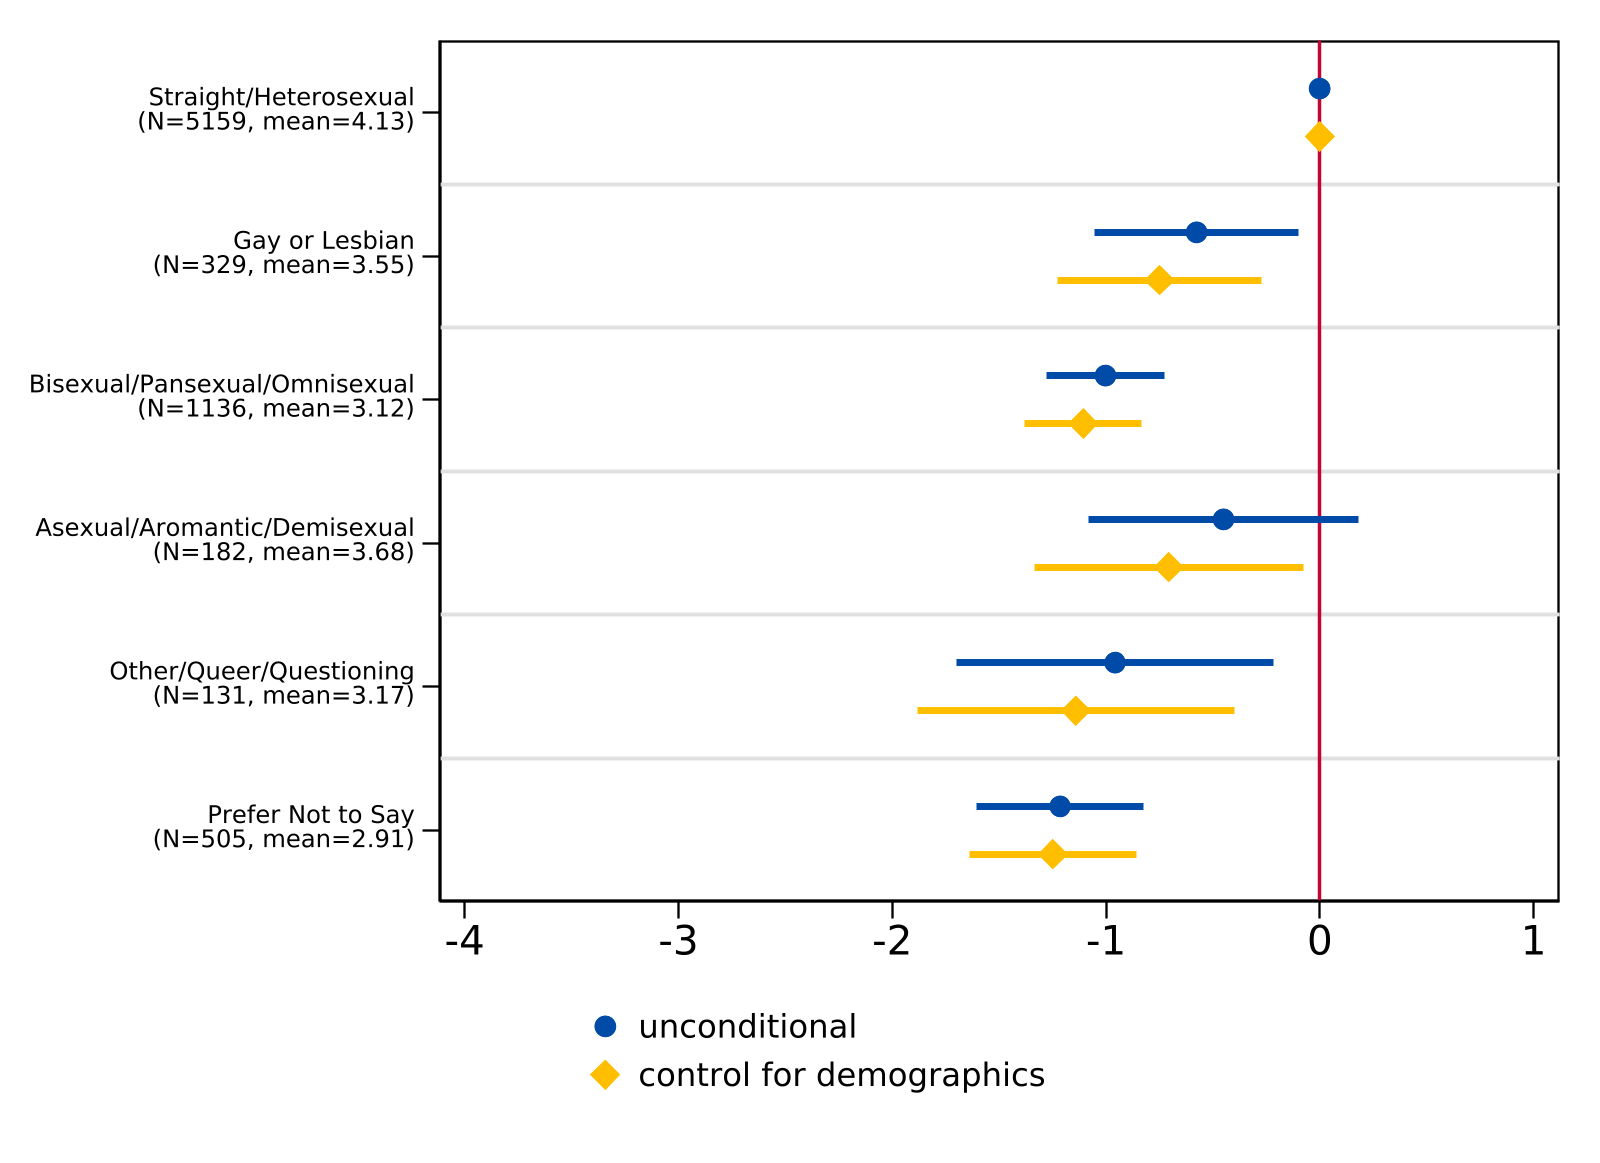 Straight/Heterosexual
(N=5159, mean=4.13)
Gay or Lesbian
(N=329, mean=3.55)
Bisexual/Pansexual/Omnisexual
(N=1136, mean=3.12)
Asexual/Aromantic/Demisexual
(N=182, mean=3.68)
Other/Queer/Questioning
(N=131, mean=3.17)
Prefer Not to Say
(N=505, mean=2.91)
-4 -3 -2 -1 0 1
unconditional
control for demographics